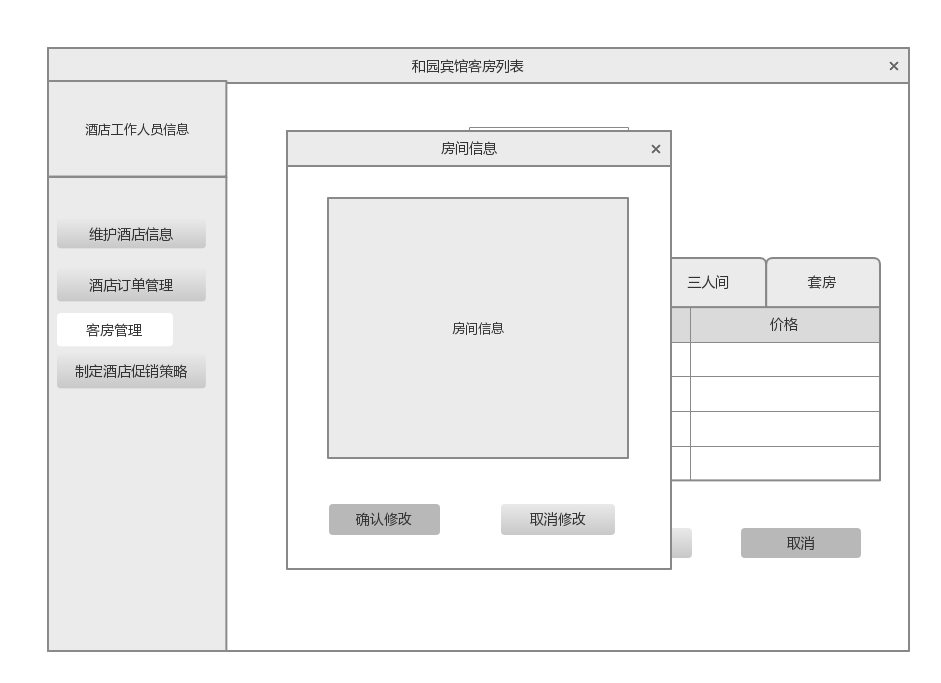 和园宾馆客房列表
酒店工作人员信息
房间信息
维护酒店信息
酒店订单管理
三人间
套房
客房管理
房间信息
价格
制定酒店促销策略
确认修改
取消修改
取消